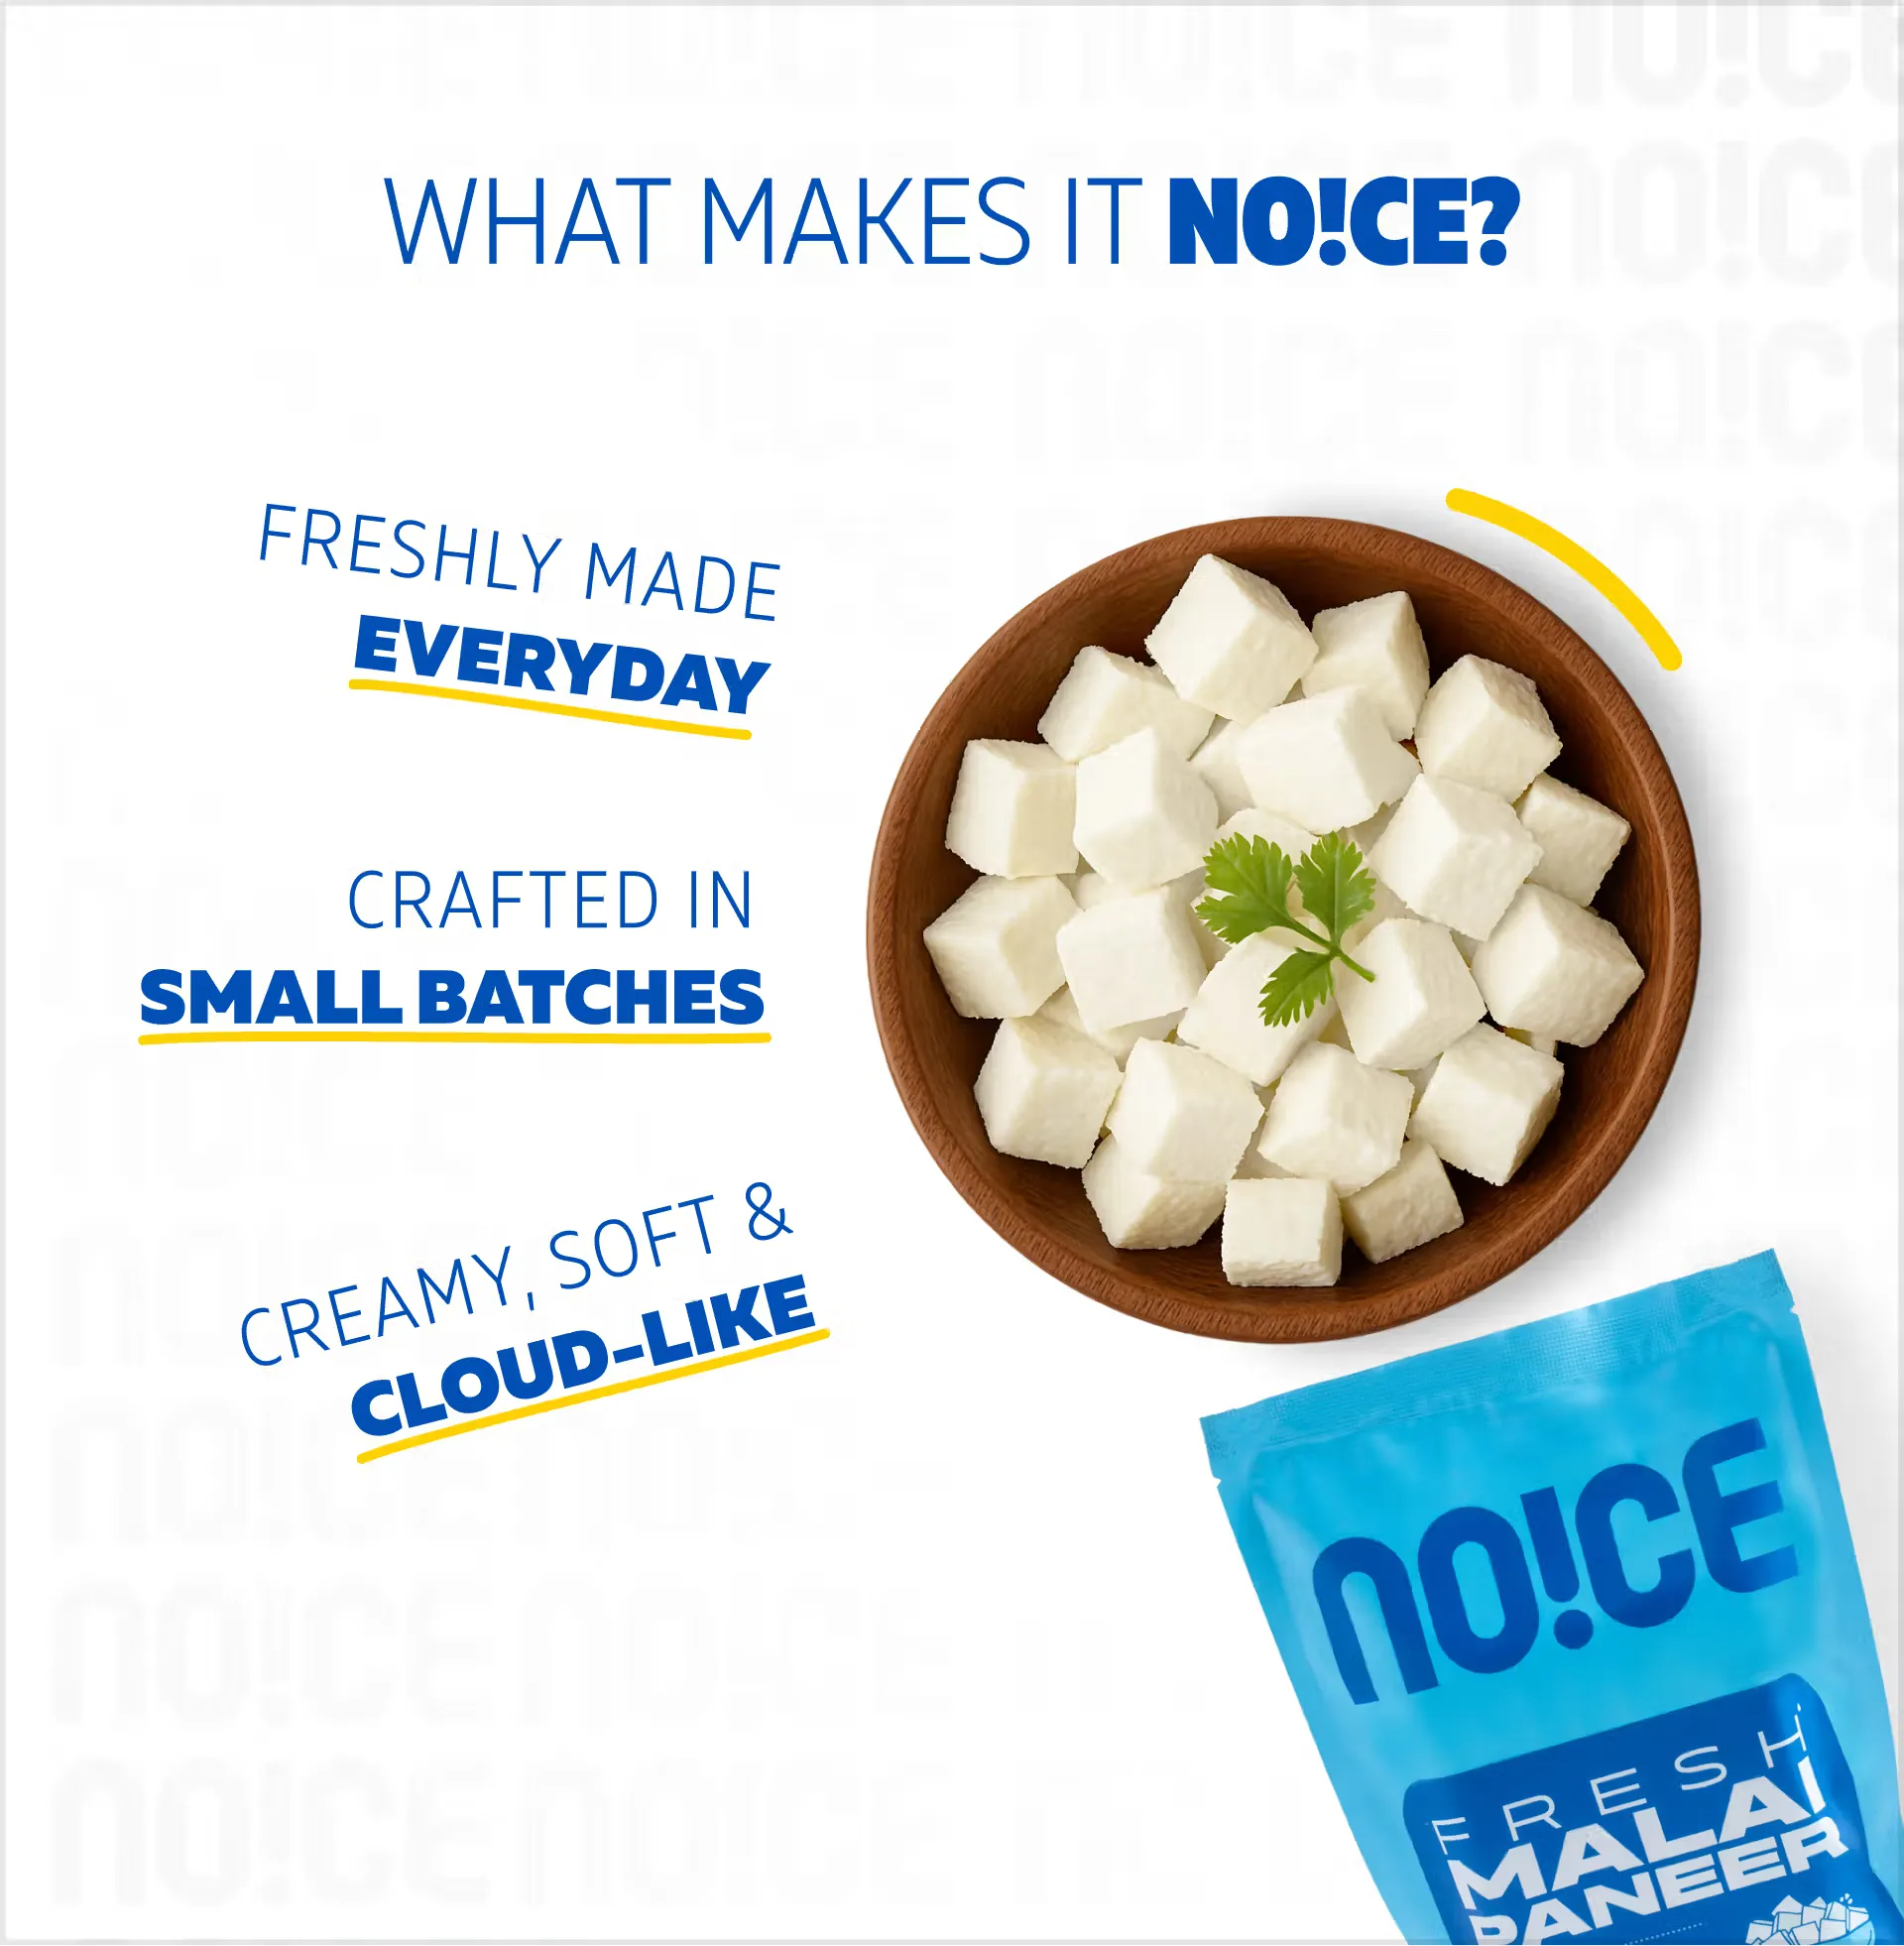 WHAT MAKES IT NO!CE?
FRESHLY MADE
EVERYDAY
CRAFTED IN
SMALL BATCHES
CREAMY, SOFT &
CLOUD-LIKE
NO!CE
FRESH
MALAI
PANEER